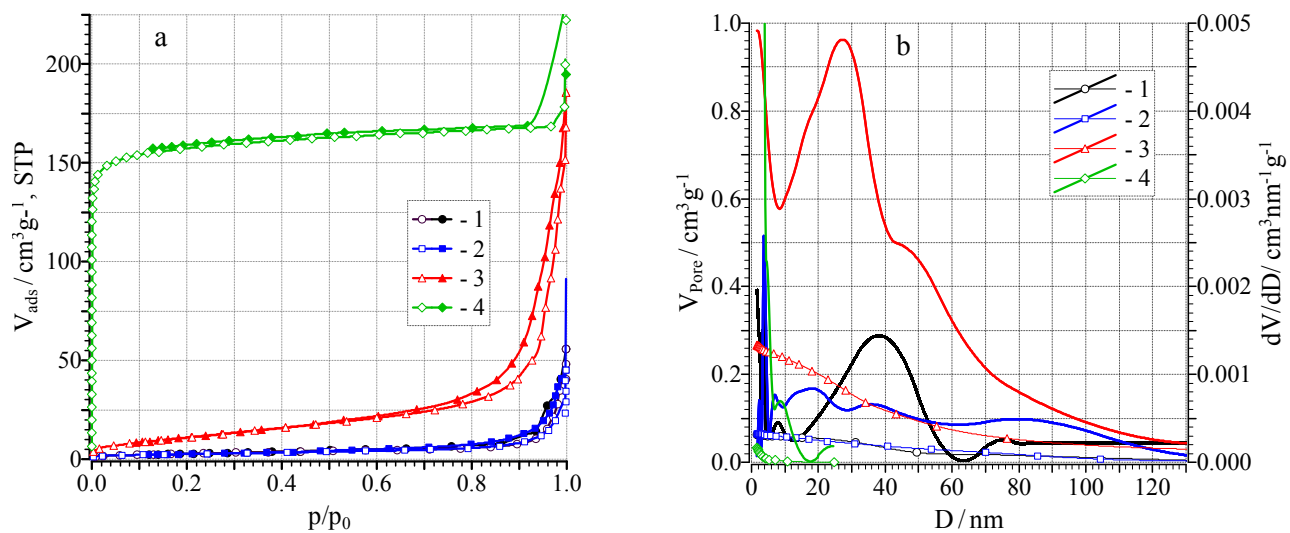 a
V_ads / cm³g⁻¹, STP
200
150
100
50
0
- 1
- 2
- 3
- 4
0.0 0.2 0.4 0.6 0.8 1.0
p/p₀
b
V_Pore / cm³g⁻¹
1.0
0.8
0.6
0.4
0.2
0.0
- 1
- 2
- 3
- 4
0.005
0.004
0.003
0.002
0.001
0.000
dV/dD/ cm³nm⁻¹g⁻¹
0 20 40 60 80 100 120
D / nm